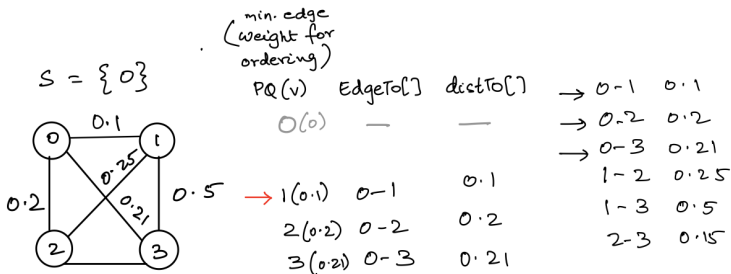 min. edge
(weight for
ordering)
S = { 0 }
PQ(v) EdgeTo[] distTo[]
0(0) — —
→ 1(0.1) 0-1 0.1
2(0.2) 0-2 0.2
3(0.21) 0-3 0.21
→ 0-1 0.1
→ 0-2 0.2
→ 0-3 0.21
1-2 0.25
1-3 0.5
2-3 0.15
0.1
0 1
0.25
0.2 0.21 0.5
2 3